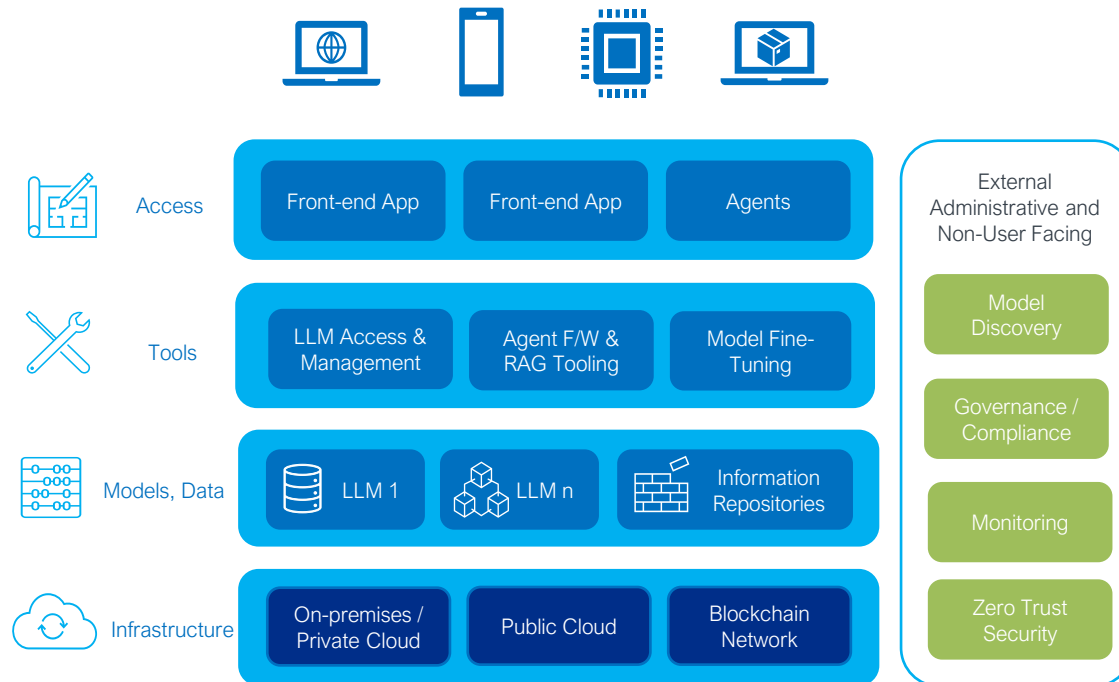 Access
Front-end App
Front-end App
Agents
Tools
LLM Access &
Management
Agent F/W &
RAG Tooling
Model Fine-
Tuning
Models, Data
LLM 1
LLM n
Information
Repositories
Infrastructure
On-premises /
Private Cloud
Public Cloud
Blockchain
Network
External
Administrative and
Non-User Facing
Model
Discovery
Governance /
Compliance
Monitoring
Zero Trust
Security